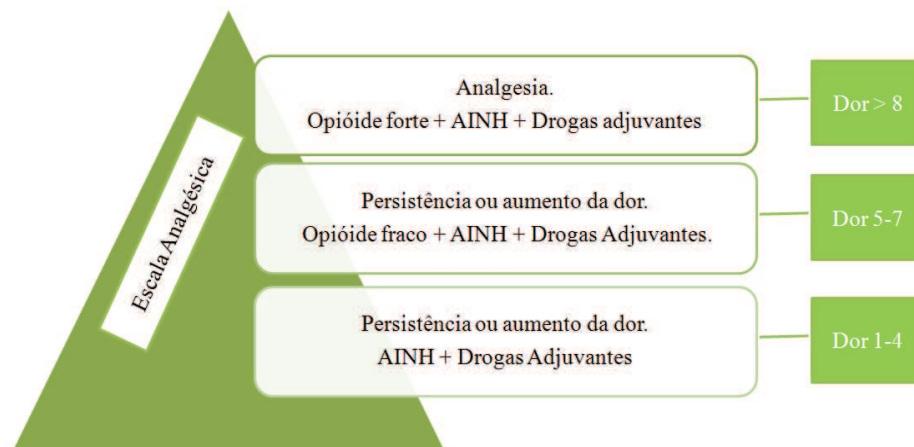 Escala Analgésica
Analgesia.
Opióide forte + AINH + Drogas adjuvantes
Dor > 8
Persistência ou aumento da dor.
Opióide fraco + AINH + Drogas Adjuvantes.
Dor 5-7
Persistência ou aumento da dor.
AINH + Drogas Adjuvantes
Dor 1-4